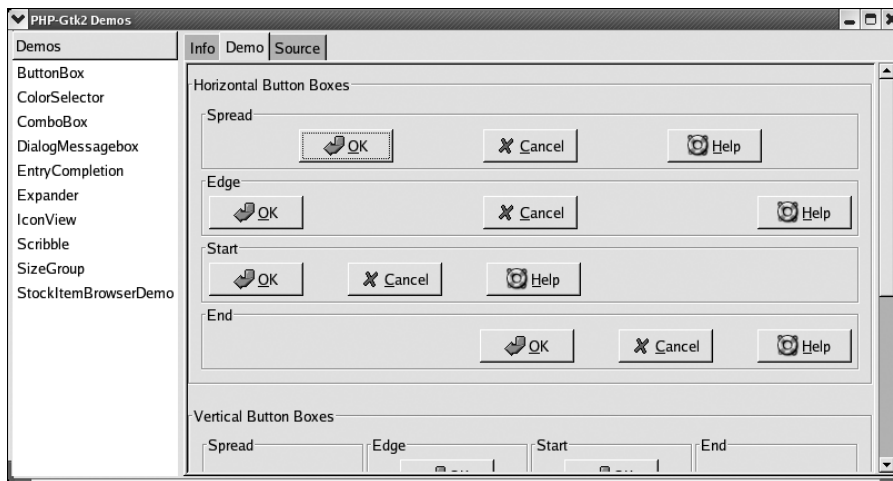 PHP-Gtk2 Demos
Demos
Info Demo Source
ButtonBox
ColorSelector
ComboBox
DialogMessagebox
EntryCompletion
Expander
IconView
Scribble
SizeGroup
StockItemBrowserDemo
Horizontal Button Boxes
Spread
OK Cancel Help
Edge
OK Cancel Help
Start
OK Cancel Help
End
OK Cancel Help
Vertical Button Boxes
Spread Edge Start End